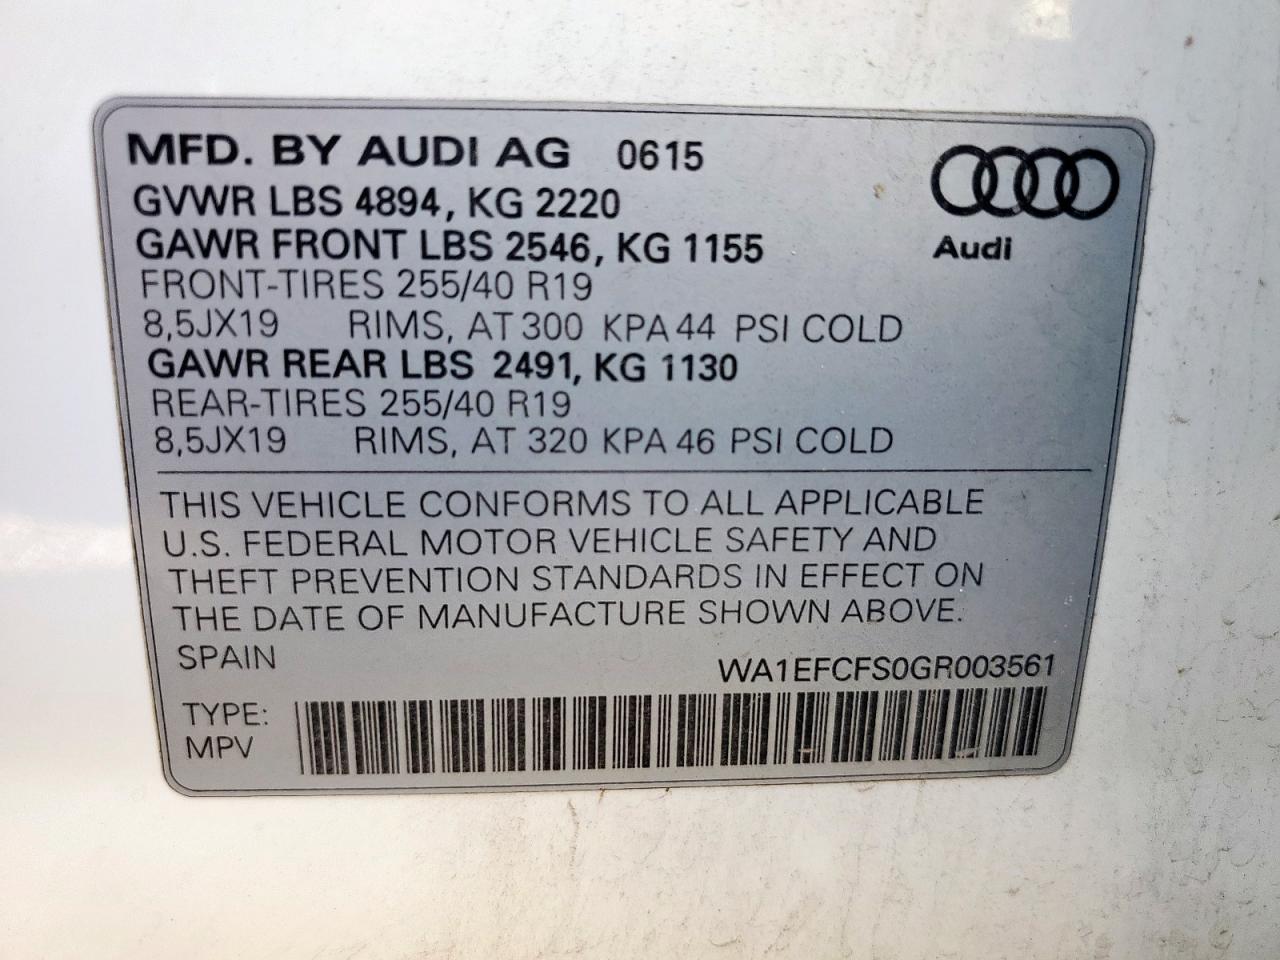 MFD. BY AUDI AG 0615
GVWR LBS 4894, KG 2220
GAWR FRONT LBS 2546, KG 1155
FRONT-TIRES 255/40 R19
8,5JX19 RIMS, AT 300 KPA 44 PSI COLD
GAWR REAR LBS 2491, KG 1130
REAR-TIRES 255/40 R19
8,5JX19 RIMS, AT 320 KPA 46 PSI COLD
Audi
THIS VEHICLE CONFORMS TO ALL APPLICABLE
U.S. FEDERAL MOTOR VEHICLE SAFETY AND
THEFT PREVENTION STANDARDS IN EFFECT ON
THE DATE OF MANUFACTURE SHOWN ABOVE.
SPAIN
WA1EFCFS0GR003561
TYPE:
MPV